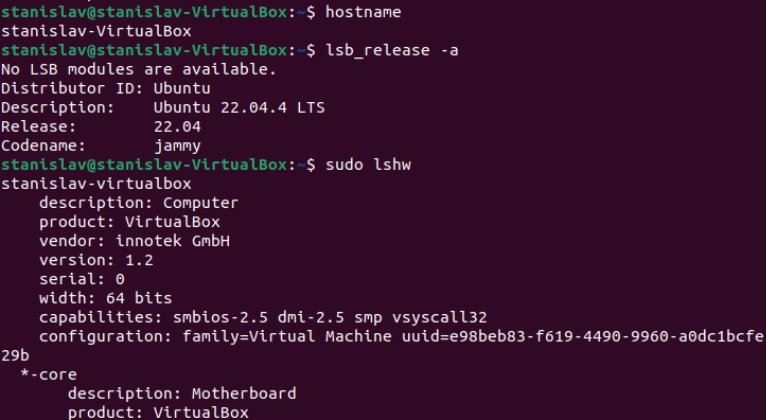 stanislav@stanislav-VirtualBox:~$ hostname
stanislav-VirtualBox
stanislav@stanislav-VirtualBox:~$ lsb_release -a
No LSB modules are available.
Distributor ID: Ubuntu
Description:    Ubuntu 22.04.4 LTS
Release:        22.04
Codename:       jammy
stanislav@stanislav-VirtualBox:~$ sudo lshw
stanislav-virtualbox
    description: Computer
    product: VirtualBox
    vendor: innotek GmbH
    version: 1.2
    serial: 0
    width: 64 bits
    capabilities: smbios-2.5 dmi-2.5 smp vsyscall32
    configuration: family=Virtual Machine uuid=e98beb83-f619-4490-9960-a0dc1bcfe
29b
  *-core
       description: Motherboard
       product: VirtualBox